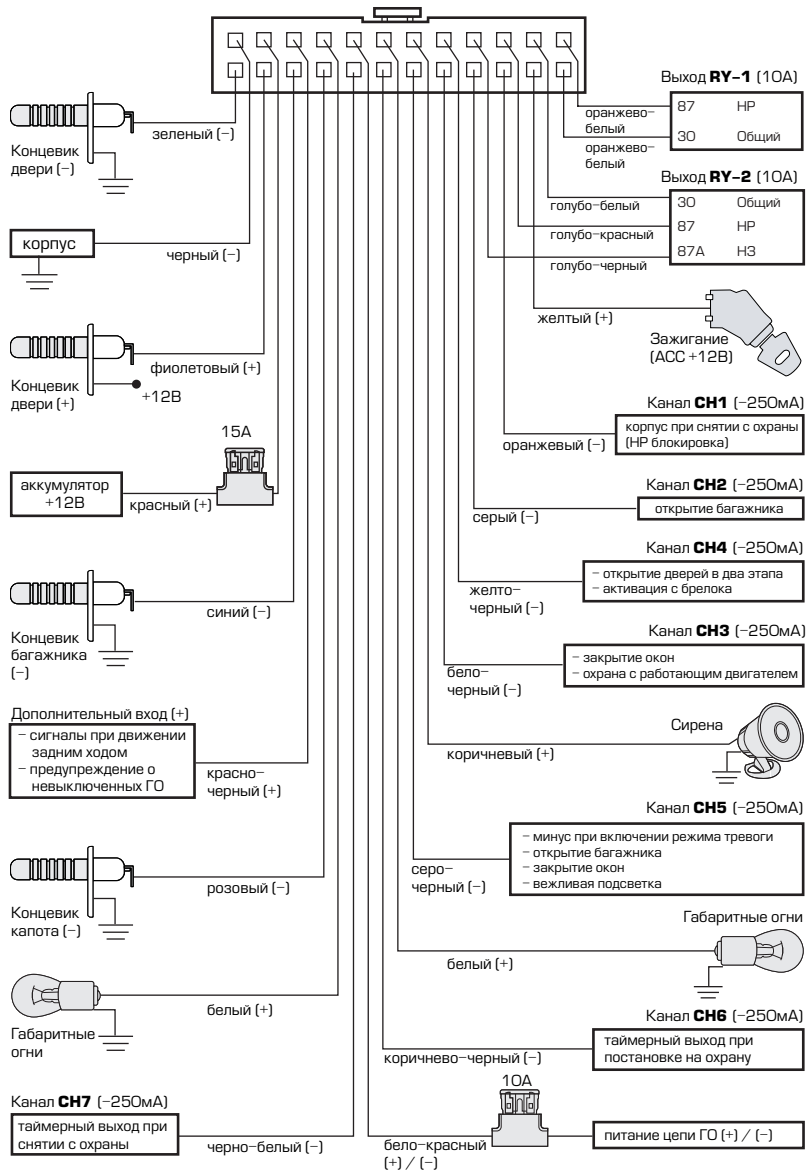 Концевик
двери (–)
зеленый (–)
корпус
черный (–)
Концевик
двери (+)
фиолетовый (+)
+12В
15А
аккумулятор
+12В
красный (+)
Концевик
багажника
(–)
синий (–)
Дополнительный вход (+)
– сигналы при движении
задним ходом
– предупреждение о
невыключенных ГО
красно–
черный (+)
Концевик
капота (–)
розовый (–)
Габаритные
огни
белый (+)
Канал CH7 (–250мА)
таймерный выход при
снятии с охраны
черно–белый (–)
Выход RY–1 (10А)
оранжево–
белый
87 НР
30 Общий
оранжево–
белый
Выход RY–2 (10А)
голубо–белый
30 Общий
голубо–красный
87 НР
голубо–черный
87А НЗ
желтый (+)
Зажигание
(АСС +12В)
Канал CH1 (–250мА)
оранжевый (–)
корпус при снятии с охраны
(НР блокировка)
Канал CH2 (–250мА)
серый (–)
открытие багажника
Канал CH4 (–250мА)
желто–
черный (–)
– открытие дверей в два этапа
– активация с брелока
Канал CH3 (–250мА)
бело–
черный (–)
– закрытие окон
– охрана с работающим двигателем
Сирена
коричневый (+)
Канал CH5 (–250мА)
серо–
черный (–)
– минус при включении режима тревоги
– открытие багажника
– закрытие окон
– вежливая подсветка
Габаритные огни
белый (+)
Канал CH6 (–250мА)
коричнево–черный (–)
таймерный выход при
постановке на охрану
10А
бело–красный
(+) / (–)
питание цепи ГО (+) / (–)